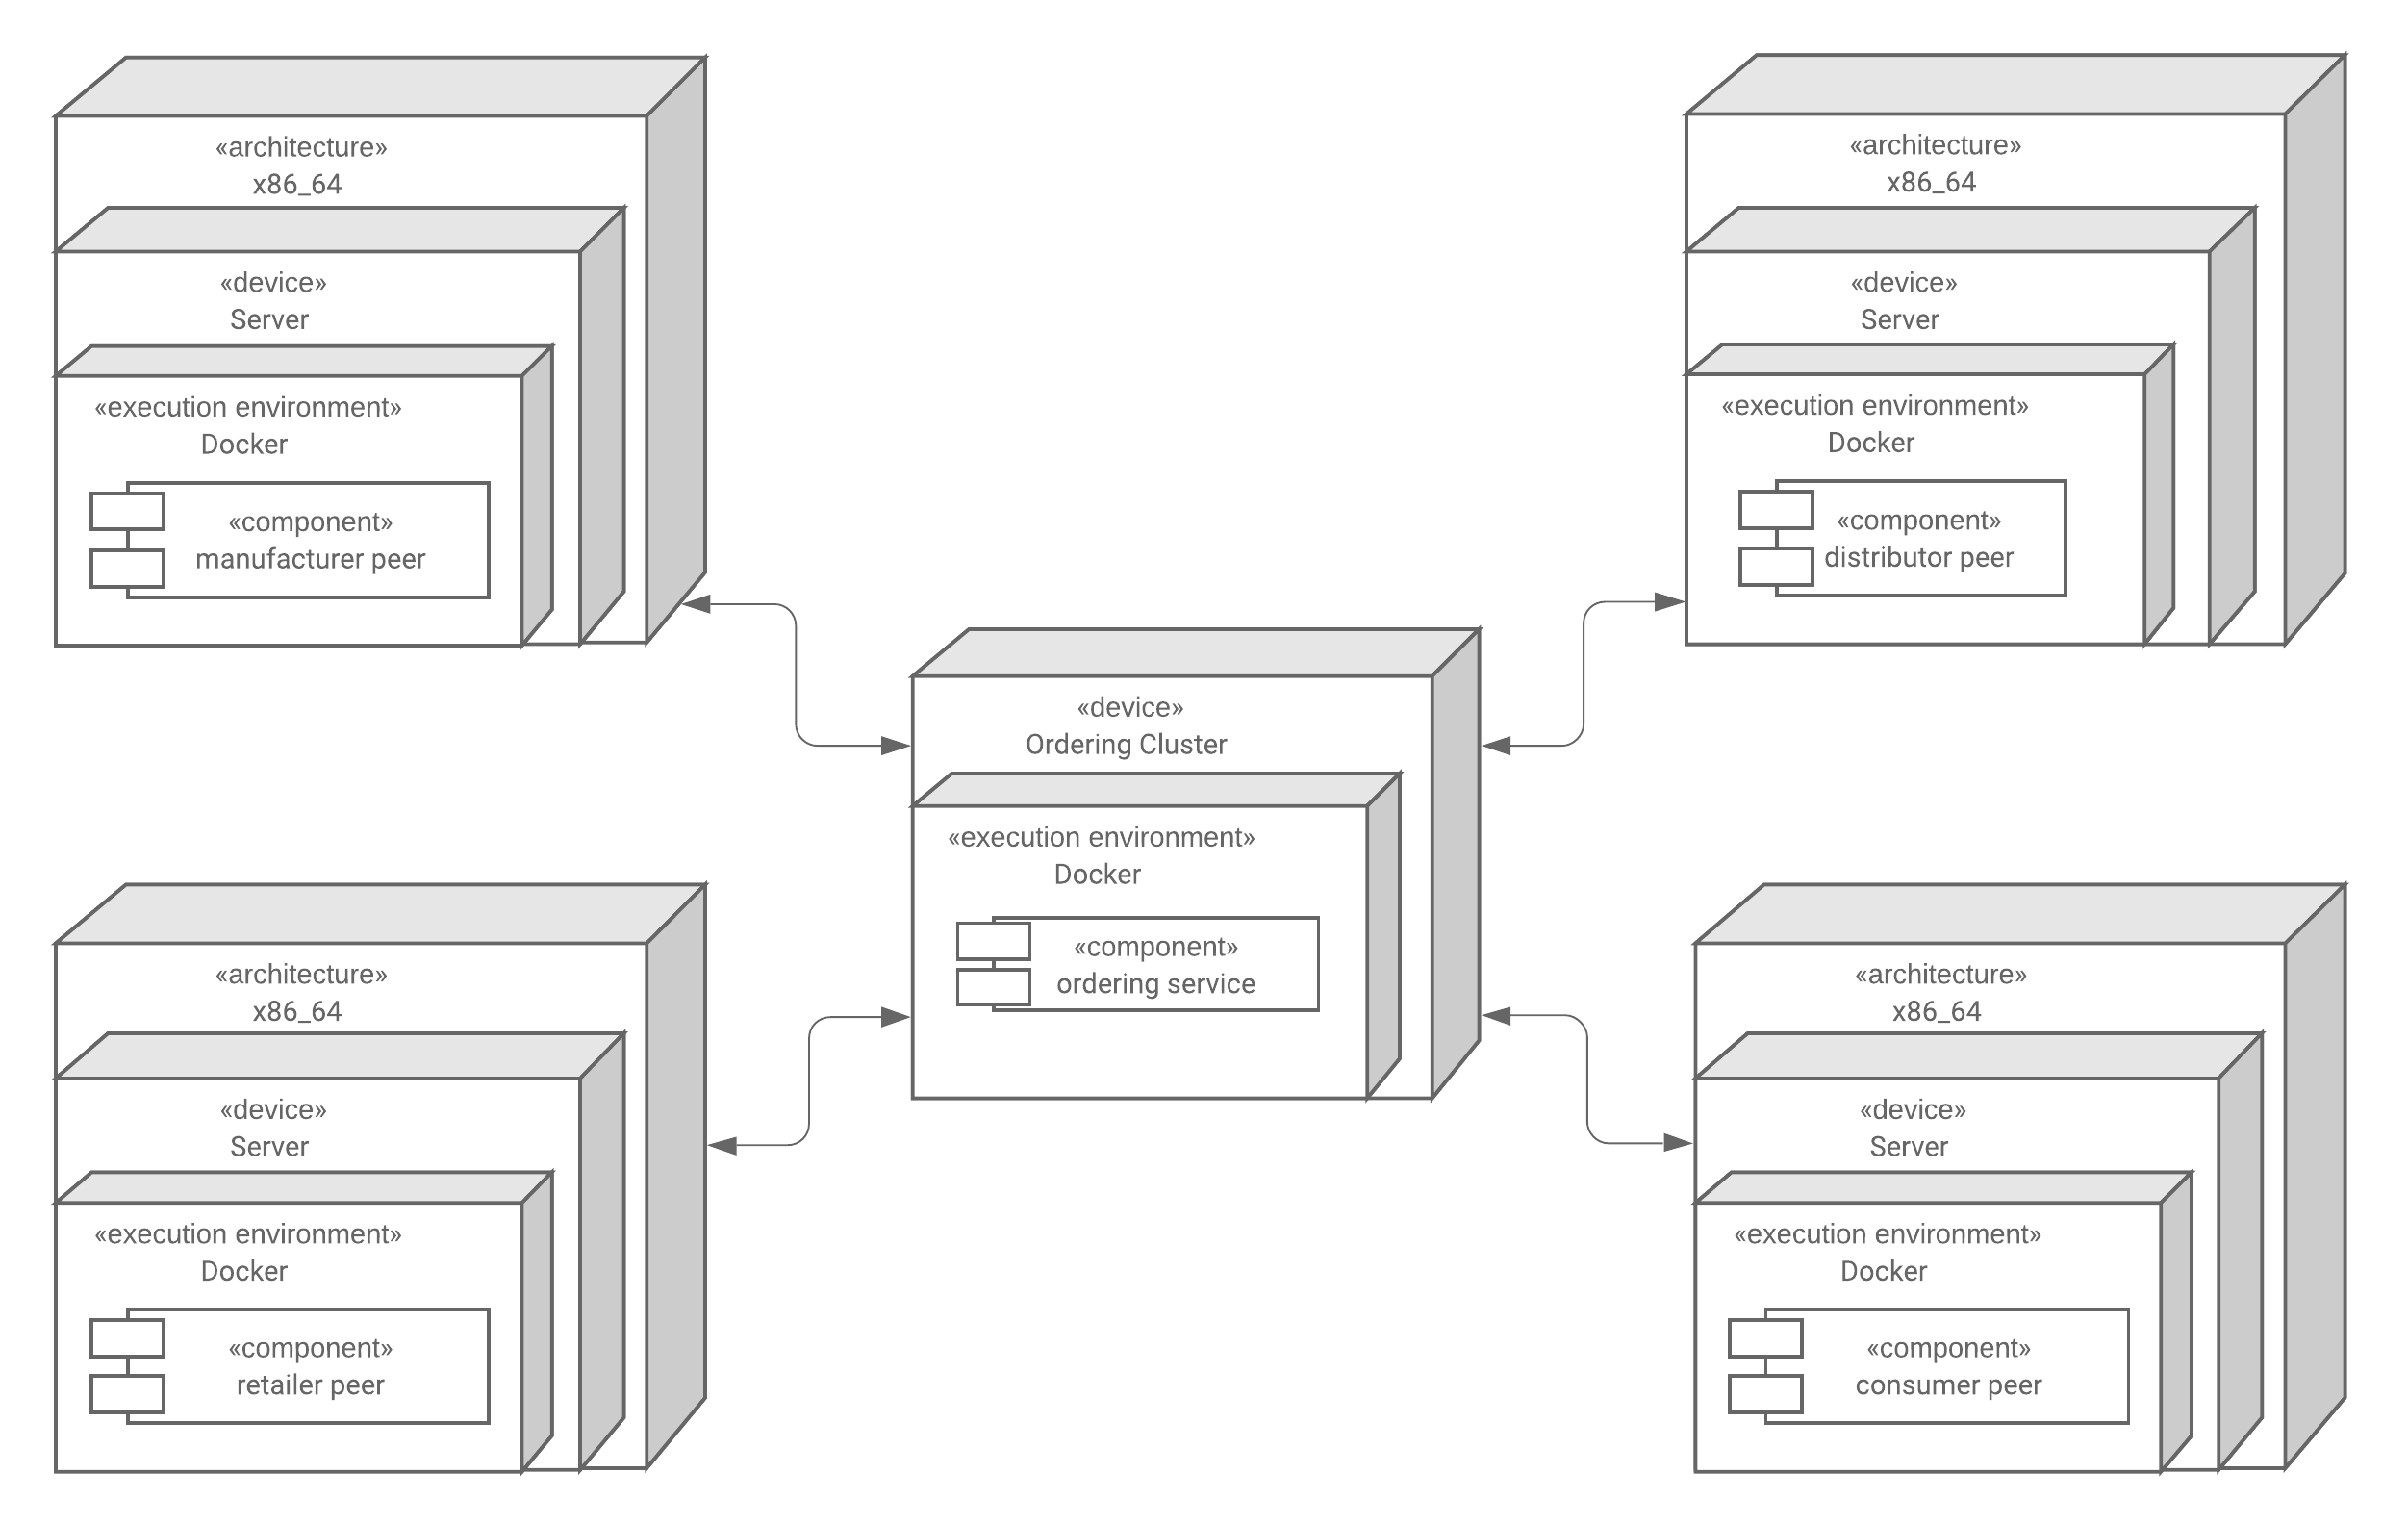 «architecture»
x86_64
«device»
Server
«execution environment»
Docker
«component»
manufacturer peer
«architecture»
x86_64
«device»
Server
«execution environment»
Docker
«component»
distributor peer
«device»
Ordering Cluster
«execution environment»
Docker
«component»
ordering service
«architecture»
x86_64
«device»
Server
«execution environment»
Docker
«component»
retailer peer
«architecture»
x86_64
«device»
Server
«execution environment»
Docker
«component»
consumer peer